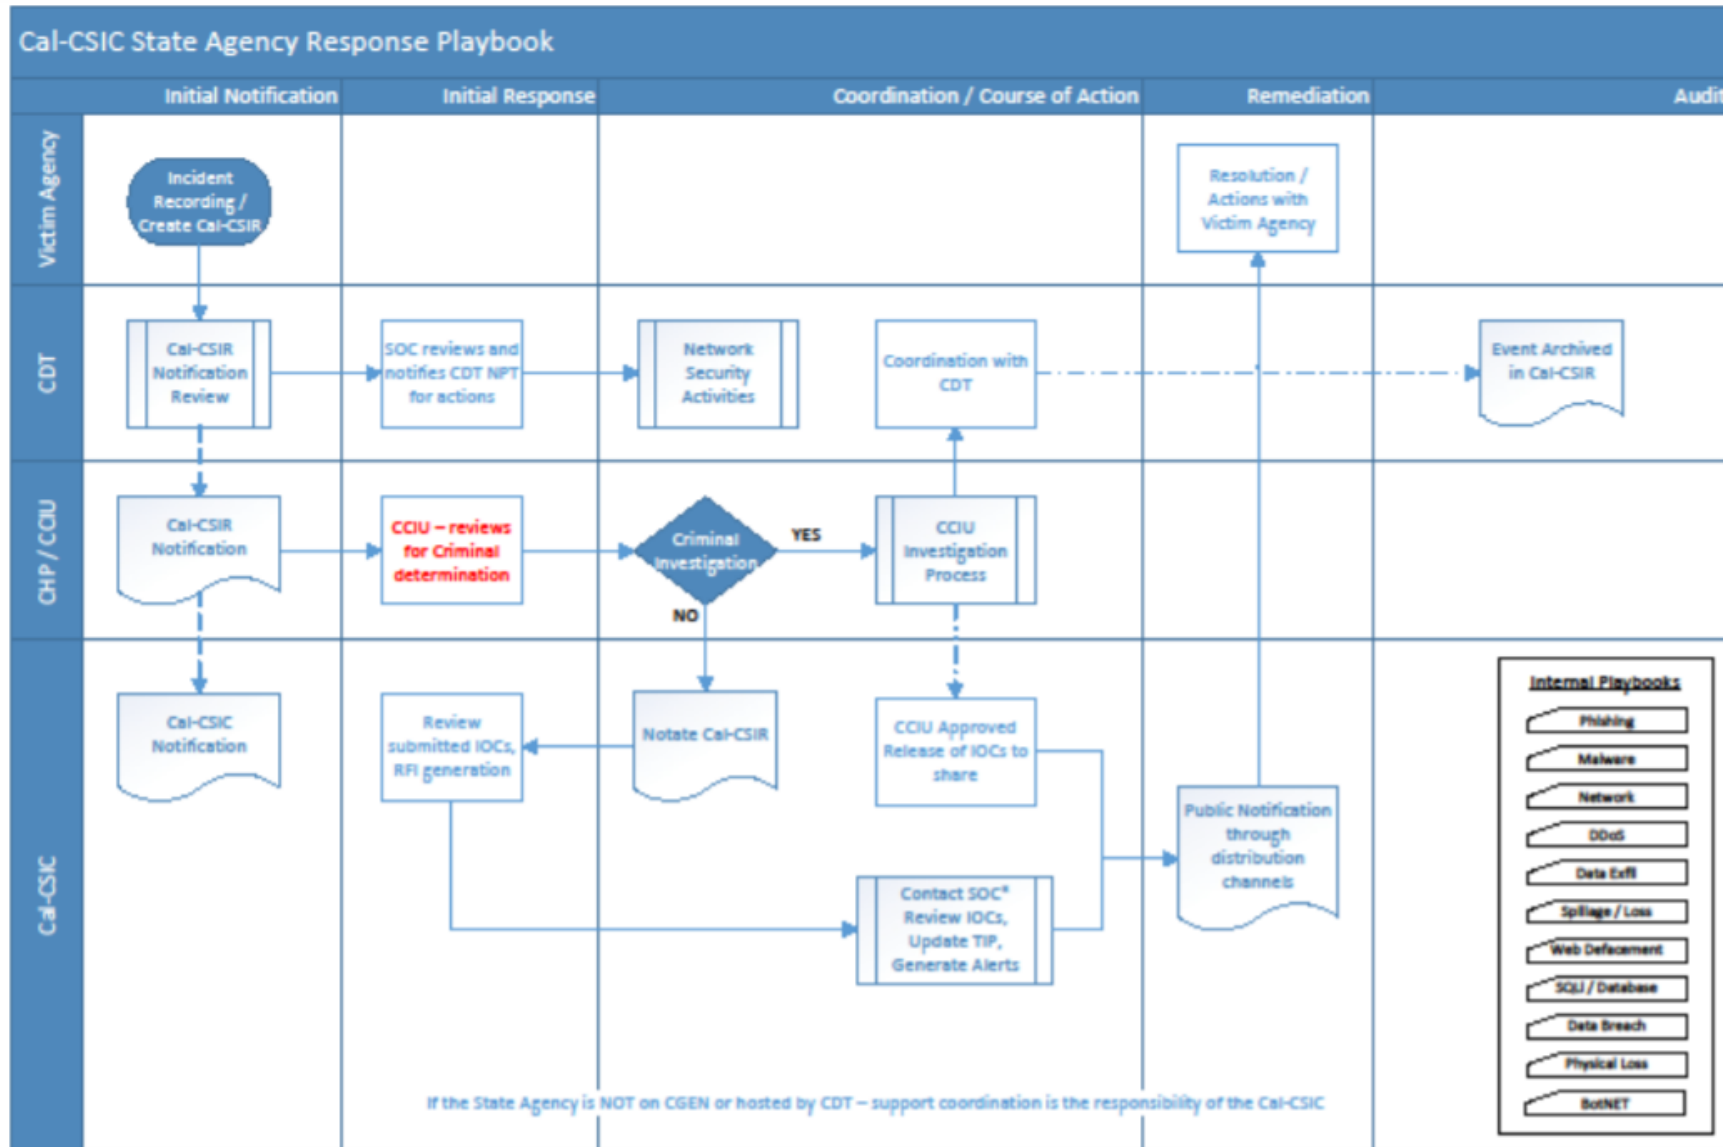 Cal-CSIC State Agency Response Playbook
Initial Notification
Initial Response
Coordination / Course of Action
Remediation
Audit
Victim Agency
Incident
Recording /
Create Cal-CSIR
Resolution /
Actions with
Victim Agency
CDT
Cal-CSIR
Notification
Review
SOC reviews and
notifies CDT NPT
for actions
Network
Security
Activities
Coordination with
CDT
Event Archived
in Cal-CSIR
CHP / CCIU
Cal-CSIR
Notification
CCIU – reviews
for Criminal
determination
Criminal
Investigation
YES
NO
CCIU
Investigation
Process
Cal-CSIC
Cal-CSIC
Notification
Review
submitted IOCs,
RFI generation
Notate Cal-CSIR
CCIU Approved
Release of IOCs to
share
Contact SOC*
Review IOCs,
Update TIP,
Generate Alerts
Public Notification
through
distribution
channels
Internal Playbooks
Phishing
Malware
Network
DDoS
Data Exfil
Spillage / Loss
Web Defacement
SQLi / Database
Data Breach
Physical Loss
BotNET
If the State Agency is NOT on CGEN or hosted by CDT – support coordination is the responsibility of the Cal-CSIC